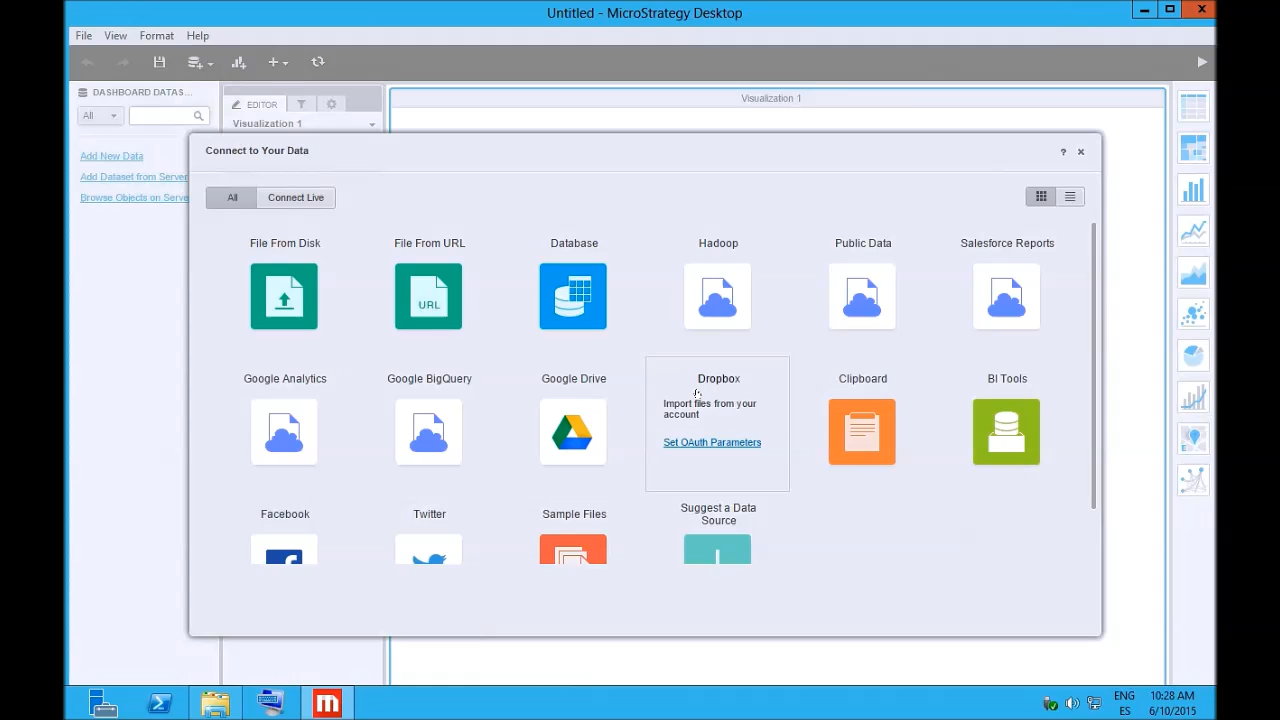 Untitled - MicroStrategy Desktop
File View Format Help
DASHBOARD DATAS...
All
EDITOR
Visualization 1
Visualization 1
Add New Data
Add Dataset from Server
Browse Objects on Serve
Connect to Your Data
? ×
All Connect Live
File From Disk
File From URL
URL
Database
Hadoop
Public Data
Salesforce Reports
Google Analytics
Google BigQuery
Google Drive
Dropbox
Import files from your
account
Set OAuth Parameters
Clipboard
BI Tools
Facebook
Twitter
Sample Files
Suggest a Data
Source
ENG
ES
10:28 AM
6/10/2015